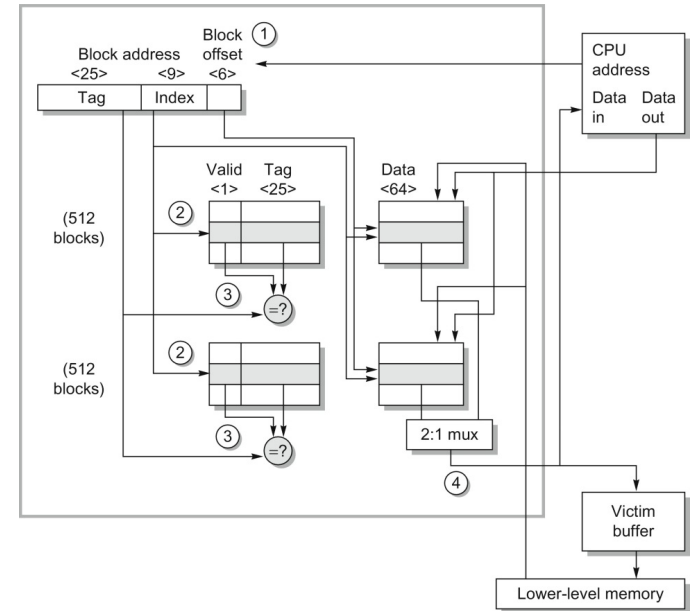 Block address
<25>
<9>
Block
offset
<6>
1
Tag
Index
CPU
address
Data
in
Data
out
Valid
<1>
Tag
<25>
Data
<64>
(512
blocks)
2
3
=?
(512
blocks)
2
3
=?
2:1 mux
4
Victim
buffer
Lower-level memory